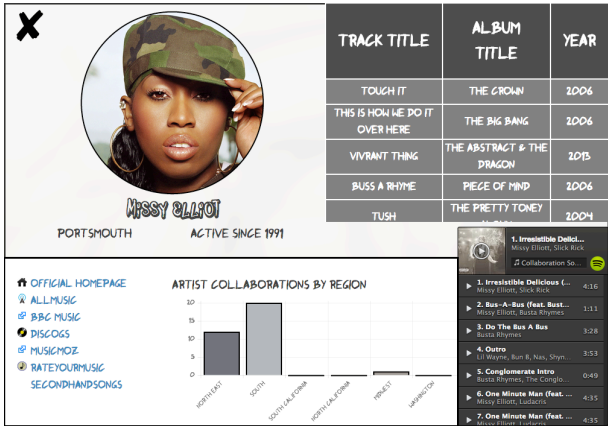 X
MISSY ELLIOT
PORTSMOUTH ACTIVE SINCE 1991
TRACK TITLE ALBUM TITLE YEAR
TOUCH IT THE CROWN 2006
THIS IS HOW WE DO IT OVER HERE THE BIG BANG 2006
VIVRANT THING THE ABSTRACT & THE DRAGON 2013
BUSS A RHYME PIECE OF MIND 2006
TUSH THE PRETTY TONEY 2004
OFFICIAL HOMEPAGE
ALLMUSIC
BBC MUSIC
DISCOGS
MUSICMOZ
RATEYOURMUSIC
SECONDHANDSONGS
ARTIST COLLABORATIONS BY REGION
20
15
10
5
0
NORTH EAST
SOUTH
SOUTH CALIFORNIA
NORTH CALIFORNIA
MIDWEST
WASHINGTON
1. Irresistible Delici...
Missy Elliott, Slick Rick
Collaboration So...
1. Irresistible Delicious (... 4:16
Missy Elliott, Slick Rick
2. Bus-A-Bus (feat. Bust... 1:11
Missy Elliott, Busta Rhymes
3. Do The Bus A Bus 3:28
Busta Rhymes
4. Outro 3:53
Lil Wayne, Bun B, Nas, Shyn...
5. Conglomerate Intro 0:49
Busta Rhymes, The Conglo...
6. One Minute Man (feat. ... 4:35
Missy Elliott, Ludacris
7. One Minute Man (feat. ... 4:35
Missy Elliott, Ludacris